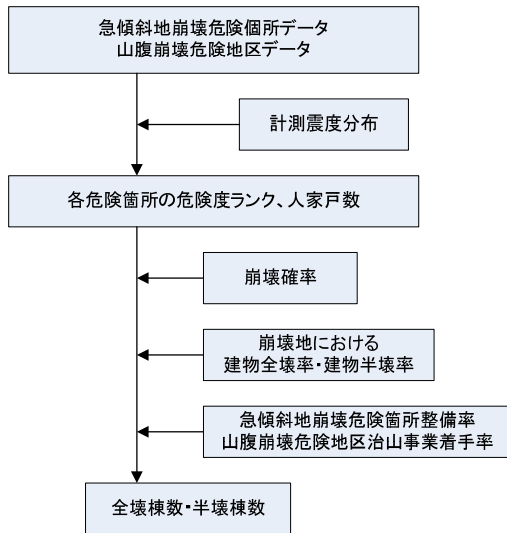 急傾斜地崩壊危険個所データ
山腹崩壊危険地区データ
計測震度分布
各危険箇所の危険度ランク、人家戸数
崩壊確率
崩壊地における
建物全壊率・建物半壊率
急傾斜地崩壊危険箇所整備率
山腹崩壊危険地区治山事業着手率
全壊棟数・半壊棟数